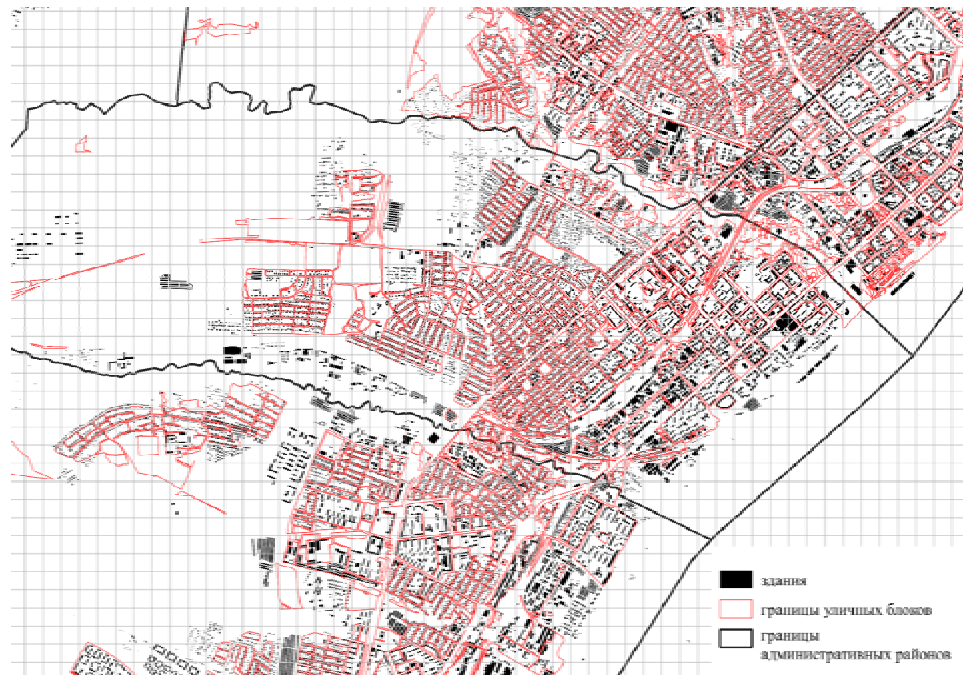 здания
границы уличных блоков
границы
административных районов